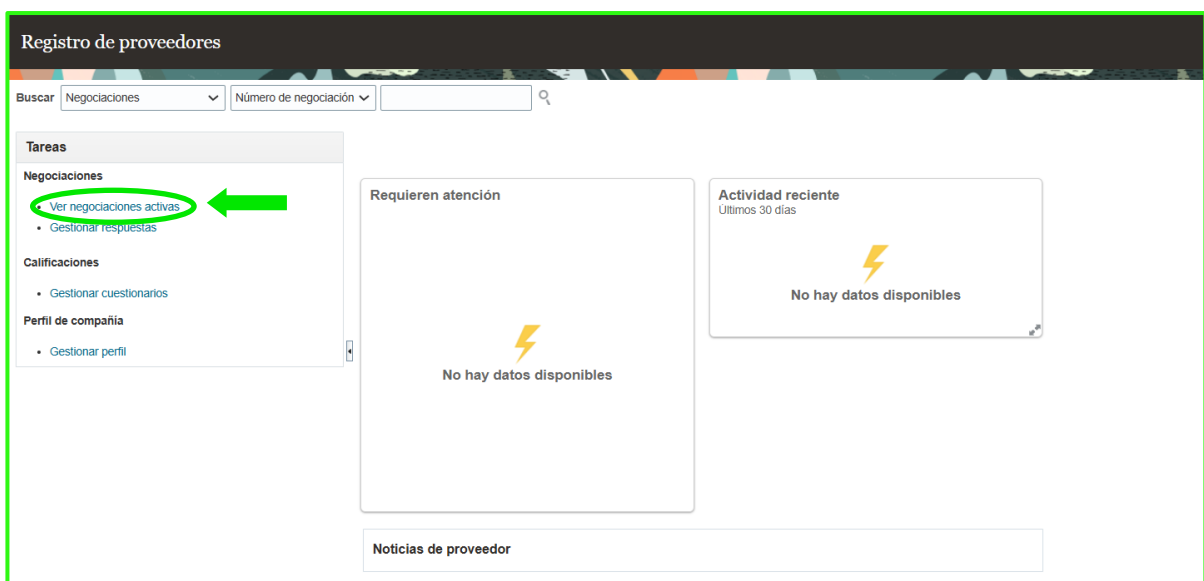 Registro de proveedores
Buscar Negociaciones Número de negociación
Tareas
Negociaciones
Ver negociaciones activas
Gestionar respuestas
Calificaciones
Gestionar cuestionarios
Perfil de compañía
Gestionar perfil
Requieren atención
No hay datos disponibles
Actividad reciente
Últimos 30 días
No hay datos disponibles
Noticias de proveedor